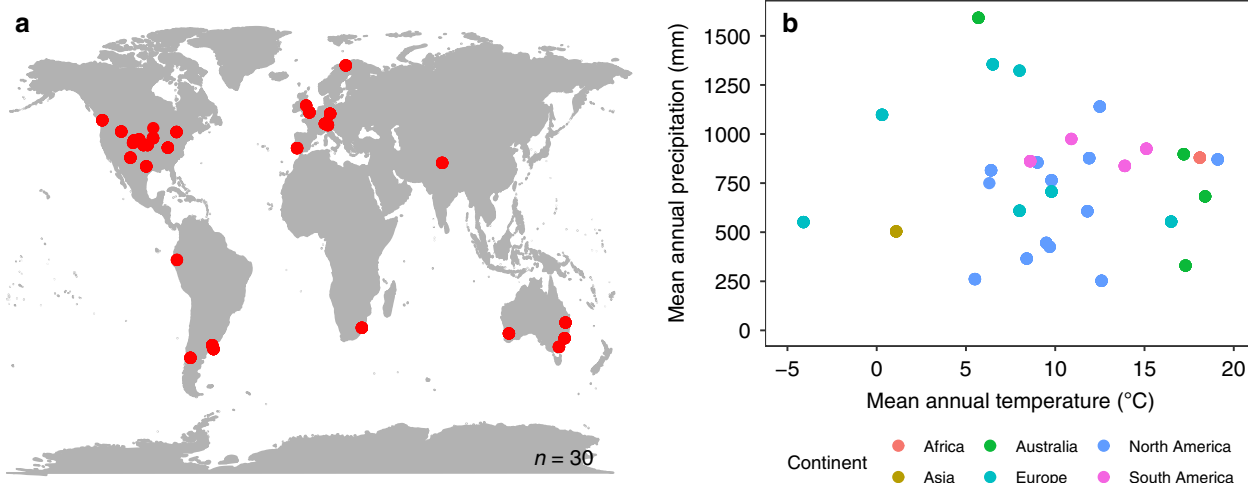 a
n = 30
b
Mean annual precipitation (mm)
1500
1250
1000
750
500
250
0
−5 0 5 10 15 20
Mean annual temperature (°C)
Continent
Africa Australia North America
Asia Europe South America